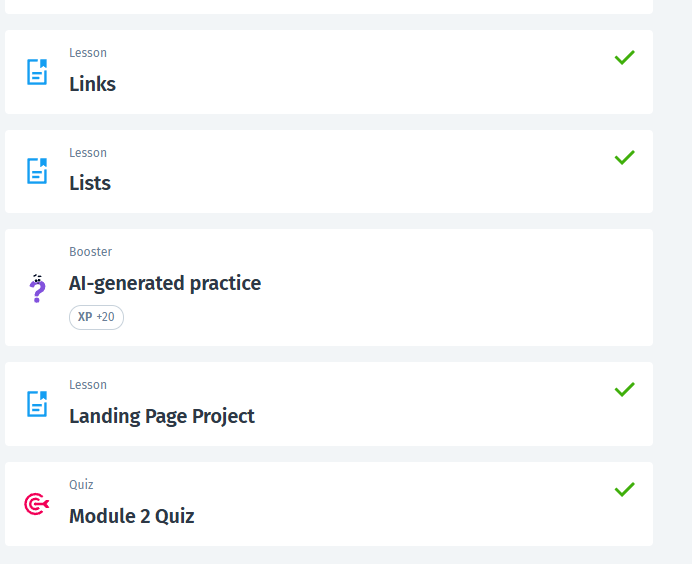 Lesson
Links
Lesson
Lists
Booster
AI-generated practice
XP +20
Lesson
Landing Page Project
Quiz
Module 2 Quiz